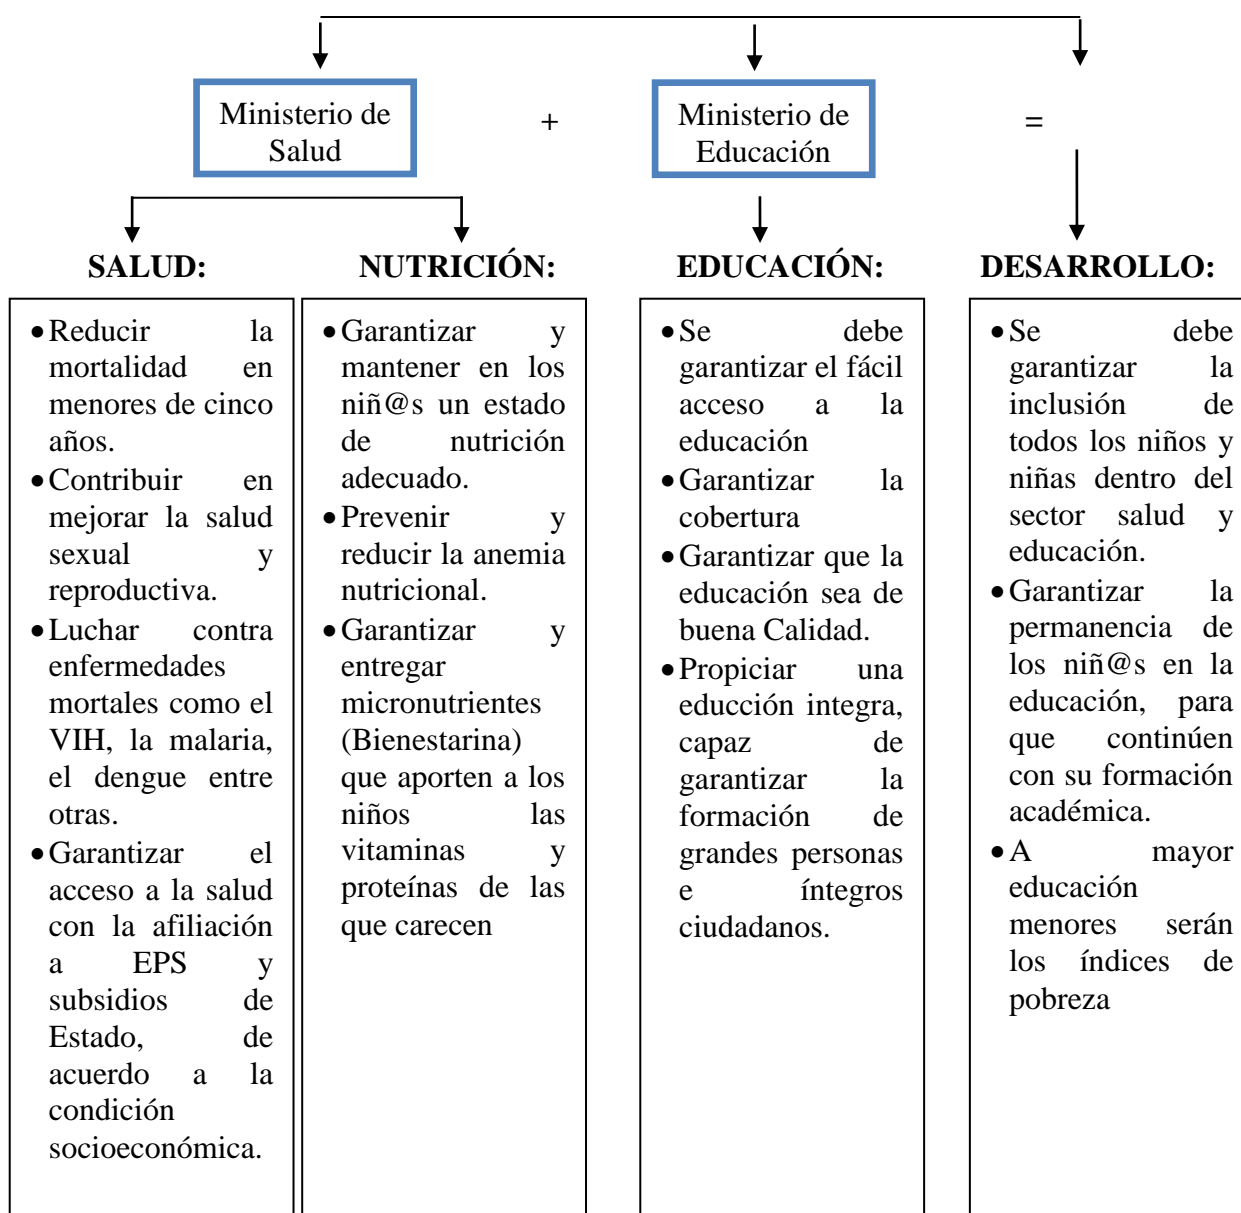 Ministerio de
Salud
+
Ministerio de
Educación
=
SALUD:
• Reducir la
mortalidad en
menores de cinco
años.
• Contribuir en
mejorar la salud
sexual y
reproductiva.
• Luchar contra
enfermedades
mortales como el
VIH, la malaria,
el dengue entre
otras.
• Garantizar el
acceso a la salud
con la afiliación
a EPS y
subsidios de
Estado, de
acuerdo a la
condición
socioeconómica.
NUTRICIÓN:
• Garantizar y
mantener en los
niñ@s un estado
de nutrición
adecuado.
• Prevenir y
reducir la anemia
nutricional.
• Garantizar y
entregar
micronutrientes
(Bienestarina)
que aporten a los
niños las
vitaminas y
proteínas de las
que carecen
EDUCACIÓN:
• Se debe
garantizar el fácil
acceso a la
educación
• Garantizar la
cobertura
• Garantizar que la
educación sea de
buena Calidad.
• Propiciar una
educción integra,
capaz de
garantizar la
formación de
grandes personas
e íntegros
ciudadanos.
DESARROLLO:
• Se debe
garantizar la
inclusión de
todos los niños y
niñas dentro del
sector salud y
educación.
• Garantizar la
permanencia de
los niñ@s en la
educación, para
que continúen
con su formación
académica.
• A mayor
educación
menores serán
los índices de
pobreza